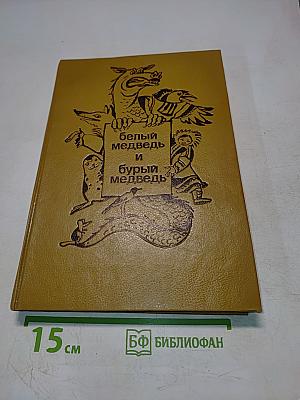 белый
медведь
и
бурый
медведь
15 см
БФ БИБЛИОФАН